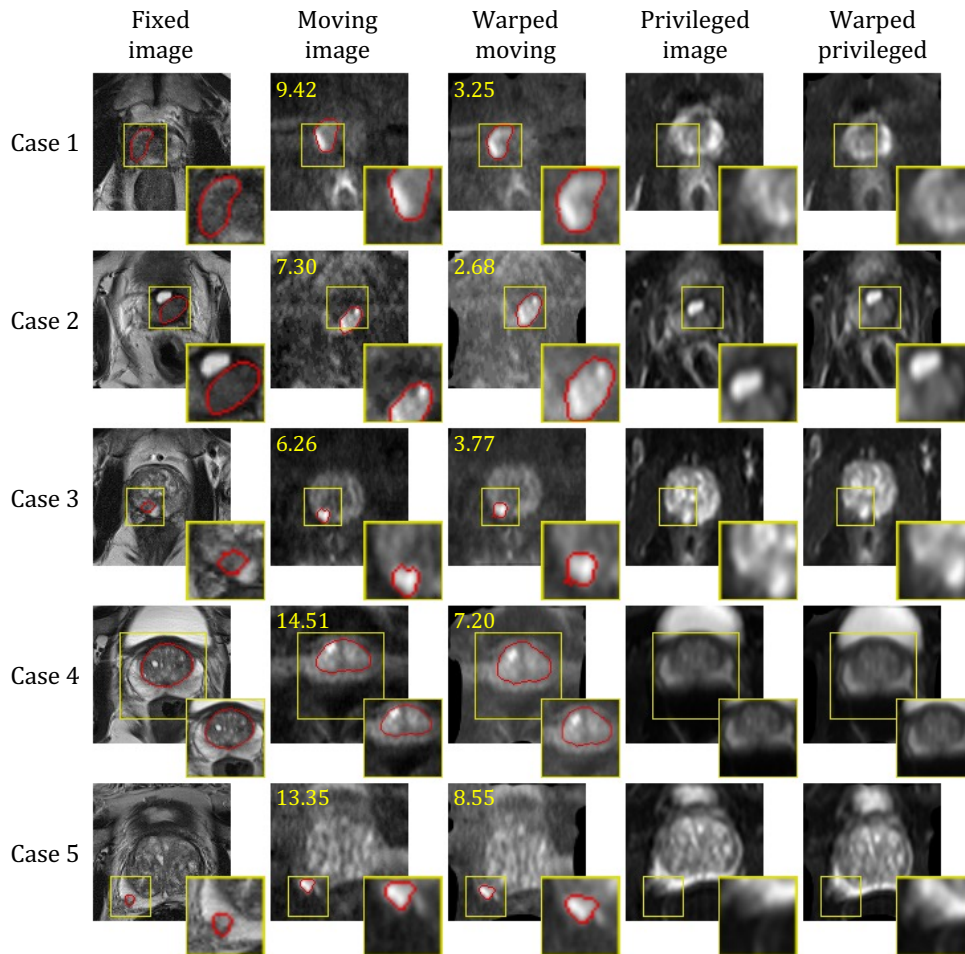 Fixed image
Moving image
Warped moving
Privileged image
Warped privileged
Case 1
9.42
3.25
Case 2
7.30
2.68
Case 3
6.26
3.77
Case 4
14.51
7.20
Case 5
13.35
8.55